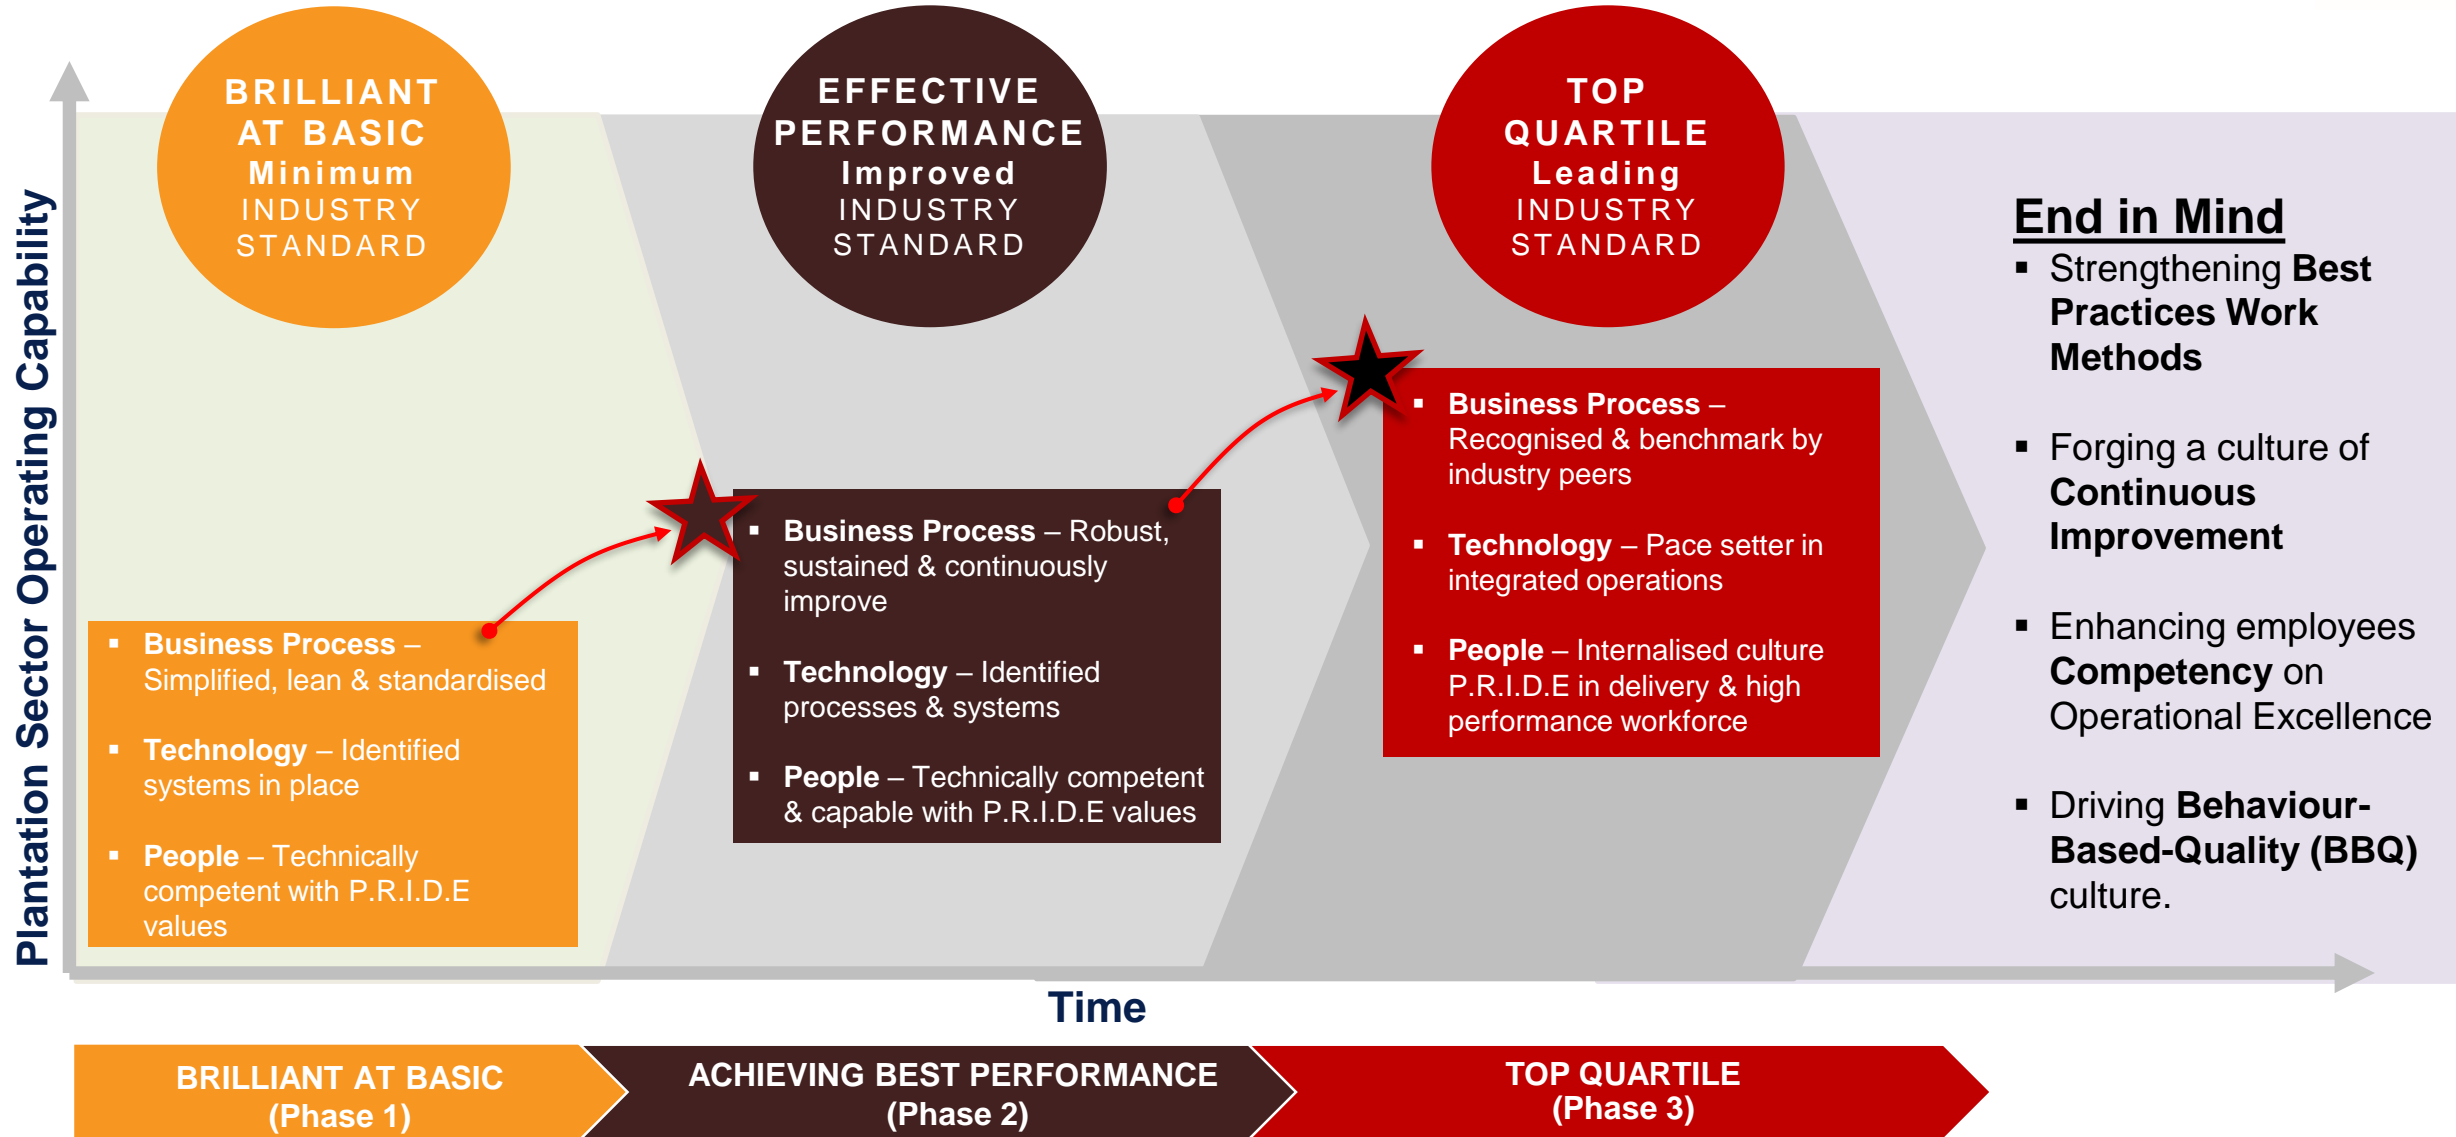 BRILLIANT
AT BASIC
Minimum
INDUSTRY
STANDARD
EFFECTIVE
PERFORMANCE
Improved
INDUSTRY
STANDARD
TOP
QUARTILE
Leading
INDUSTRY
STANDARD
Plantation Sector Operating Capability
▪ Business Process –
Simplified, lean & standardised
▪ Technology – Identified
systems in place
▪ People – Technically
competent with P.R.I.D.E
values
▪ Business Process – Robust,
sustained & continuously
improve
▪ Technology – Identified
processes & systems
▪ People – Technically competent
& capable with P.R.I.D.E values
▪ Business Process –
Recognised & benchmark by
industry peers
▪ Technology – Pace setter in
integrated operations
▪ People – Internalised culture
P.R.I.D.E in delivery & high
performance workforce
End in Mind
▪ Strengthening Best
Practices Work
Methods
▪ Forging a culture of
Continuous
Improvement
▪ Enhancing employees
Competency on
Operational Excellence
▪ Driving Behaviour-
Based-Quality (BBQ)
culture.
Time
BRILLIANT AT BASIC
(Phase 1)
ACHIEVING BEST PERFORMANCE
(Phase 2)
TOP QUARTILE
(Phase 3)